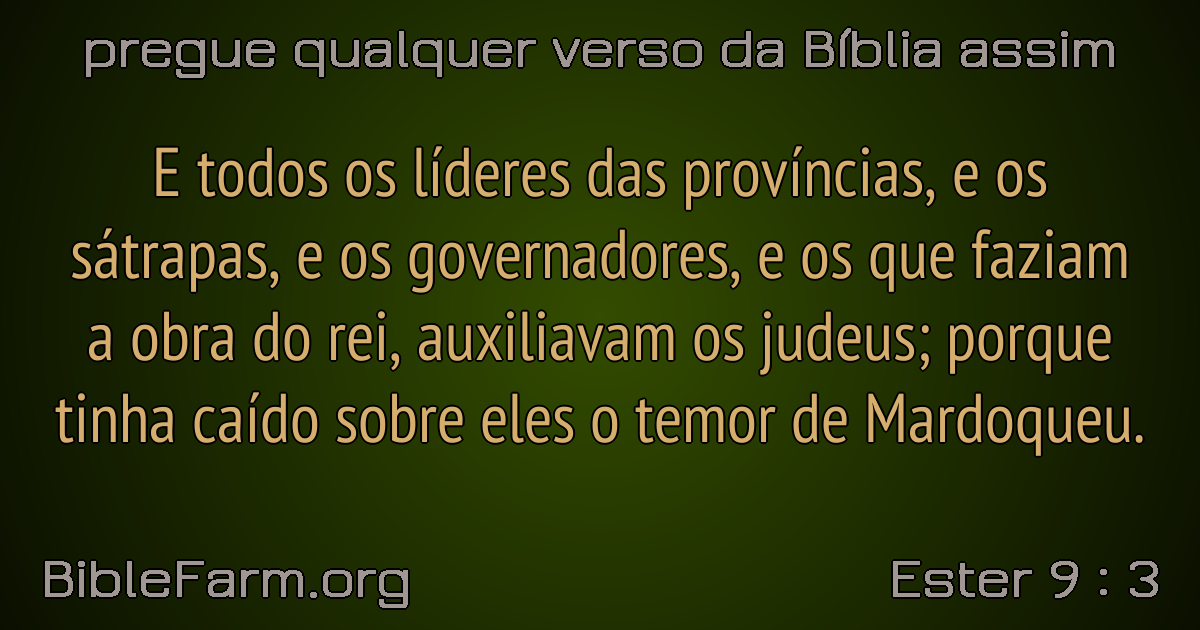 pregue qualquer verso da Bíblia assim
E todos os líderes das províncias, e os
sátrapas, e os governadores, e os que faziam
a obra do rei, auxiliavam os judeus; porque
tinha caído sobre eles o temor de Mardoqueu.
BibleFarm.org
Ester 9 : 3